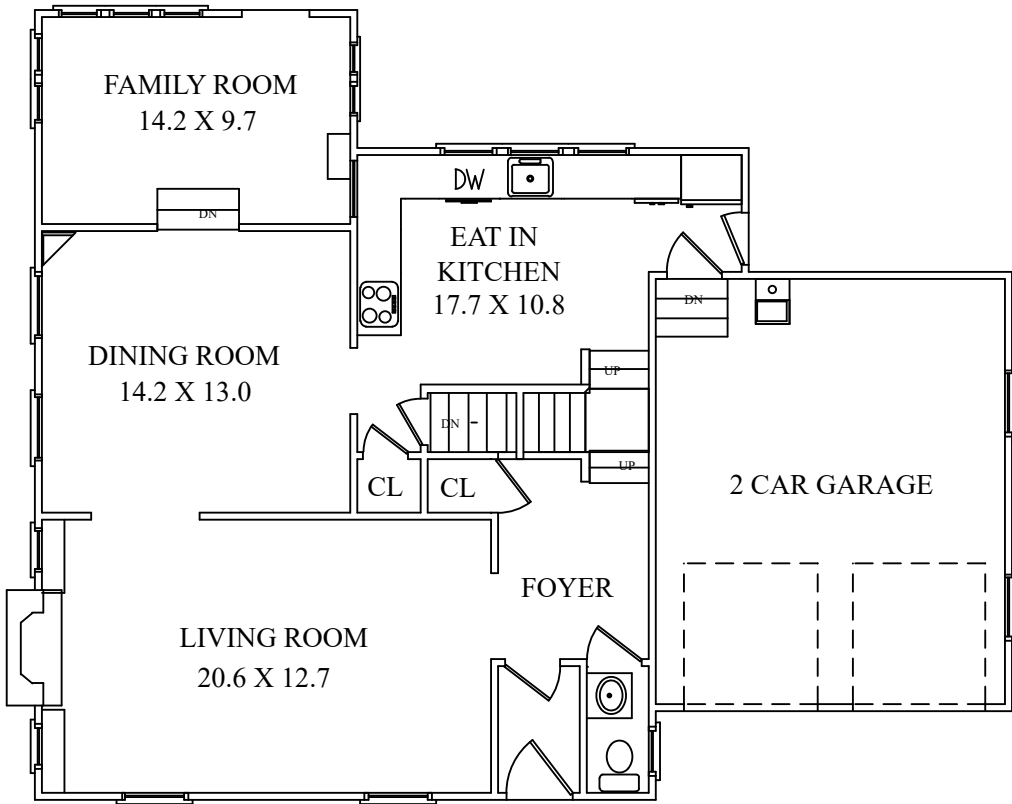 FAMILY ROOM
14.2 X 9.7
DN
DW
EAT IN
KITCHEN
17.7 X 10.8
DN
DINING ROOM
14.2 X 13.0
UP
DN -
UP
CL
CL
2 CAR GARAGE
FOYER
LIVING ROOM
20.6 X 12.7